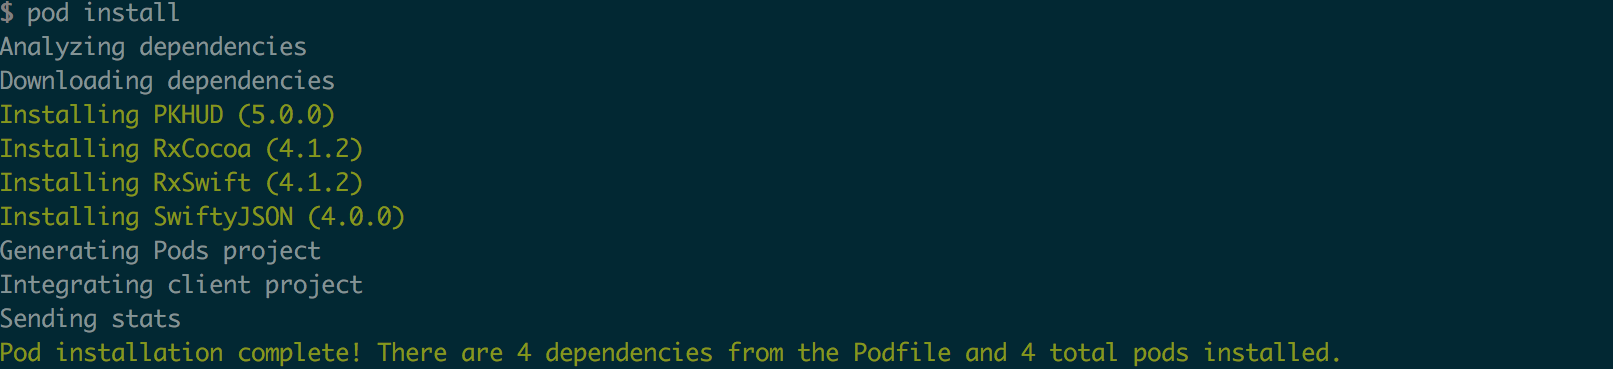 $ pod install
Analyzing dependencies
Downloading dependencies
Installing PKHUD (5.0.0)
Installing RxCocoa (4.1.2)
Installing RxSwift (4.1.2)
Installing SwiftyJSON (4.0.0)
Generating Pods project
Integrating client project
Sending stats
Pod installation complete! There are 4 dependencies from the Podfile and 4 total pods installed.